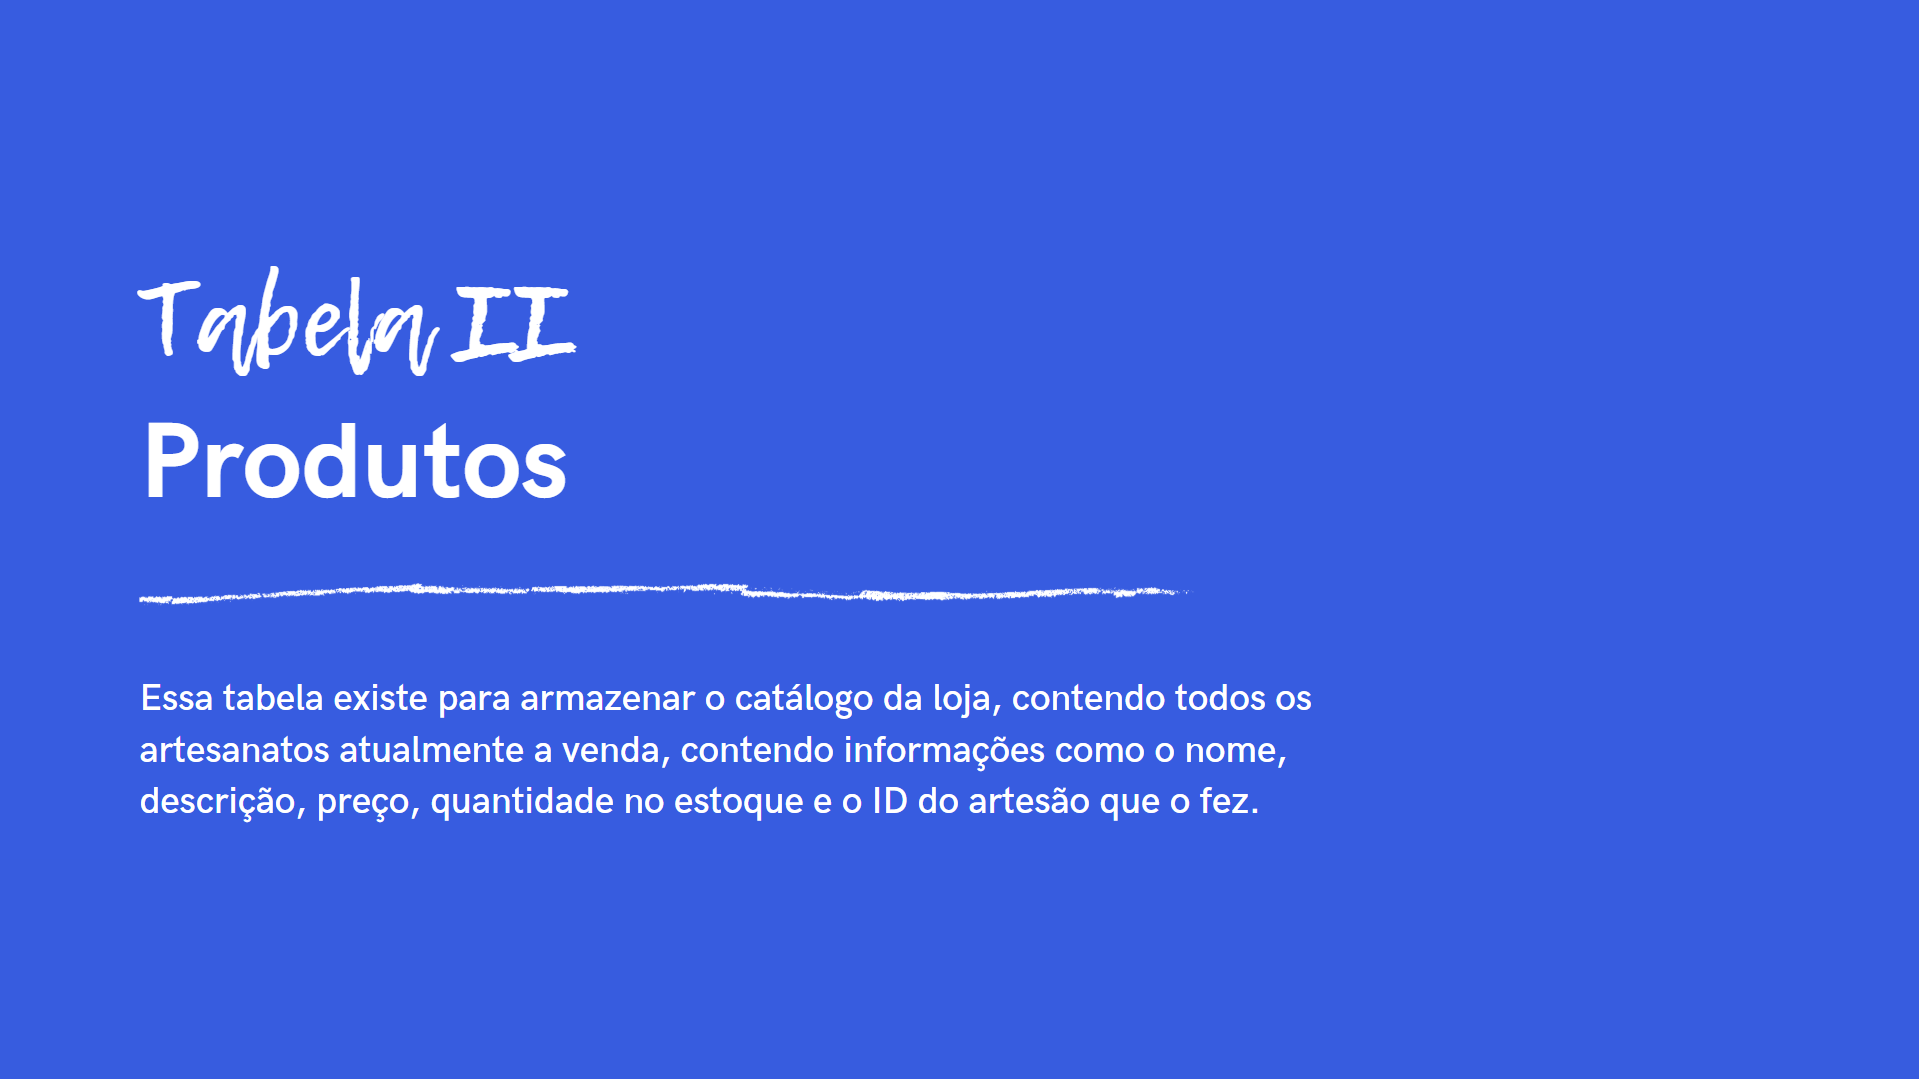 Tabela II
Produtos
Essa tabela existe para armazenar o catálogo da loja, contendo todos os
artesanatos atualmente a venda, contendo informações como o nome,
descrição, preço, quantidade no estoque e o ID do artesão que o fez.